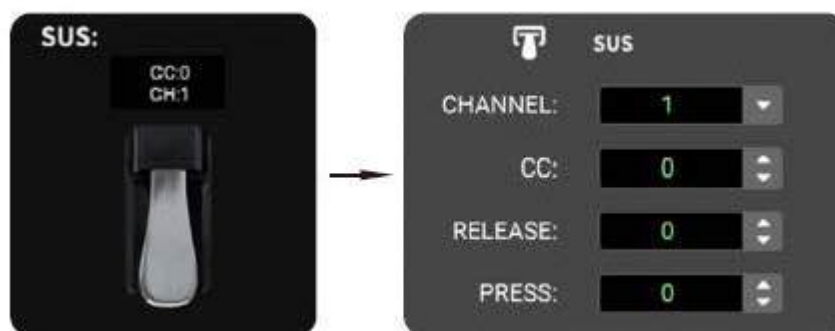 SUS:
CC:0
CH:1
SUS
CHANNEL: 1
CC: 0
RELEASE: 0
PRESS: 0